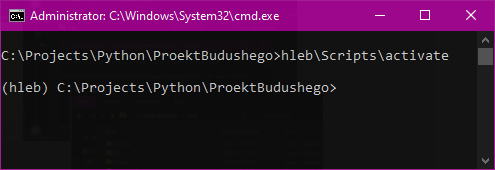 Administrator: C:\Windows\System32\cmd.exe
C:\Projects\Python\ProektBudushego>hleb\Scripts\activate
(hleb) C:\Projects\Python\ProektBudushego>